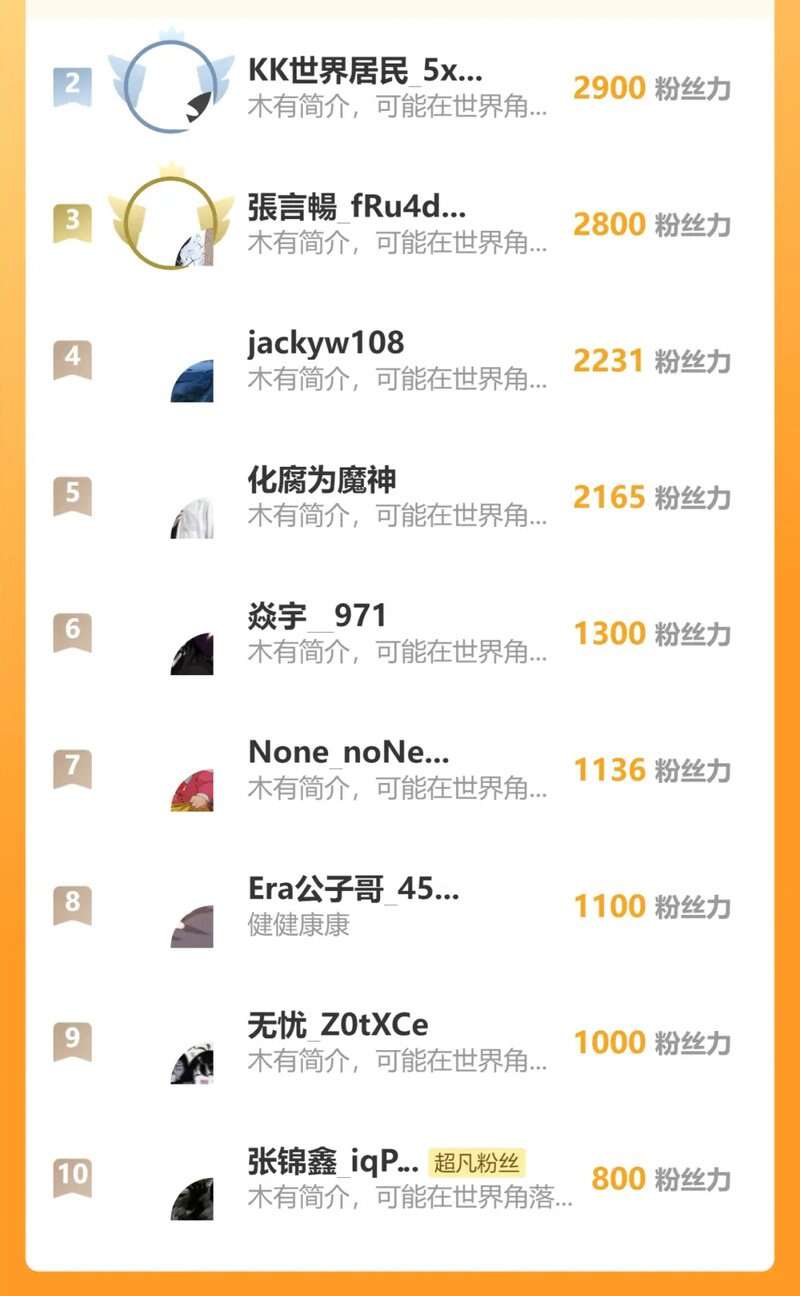 2
KK世界居民_5x...
木有简介，可能在世界角...
2900 粉丝力
3
張言暢_fRu4d...
木有简介，可能在世界角...
2800 粉丝力
4
jackyw108
木有简介，可能在世界角...
2231 粉丝力
5
化腐为魔神
木有简介，可能在世界角...
2165 粉丝力
6
焱宇__971
木有简介，可能在世界角...
1300 粉丝力
7
None_noNe...
木有简介，可能在世界角...
1136 粉丝力
8
Era公子哥_45...
健健康康
1100 粉丝力
9
无忧_Z0tXCe
木有简介，可能在世界角...
1000 粉丝力
10
张锦鑫_iqP... 超凡粉丝
木有简介，可能在世界角落...
800 粉丝力